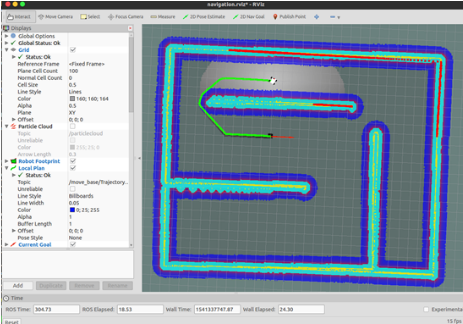 navigation.rviz* - RViz
Interact Move Camera Select Focus Camera Measure 2D Pose Estimate 2D Nav Goal Publish Point
Displays
Global Options
Global Status: Ok
Grid
Status: Ok
Reference Frame <Fixed Frame>
Plane Cell Count 100
Normal Cell Count 0
Cell Size 0.5
Line Style Lines
Color 160; 160; 164
Alpha 0.5
Plane XY
Offset 0; 0; 0
Particle Cloud
Topic /particlecloud
Unreliable
Color
Arrow Length
Robot Footprint
Local Plan
Status: Ok
Topic /move_base/Trajectory...
Unreliable
Line Style Billboards
Line Width 0.05
Color 0; 25; 255
Alpha 1
Buffer Length 1
Offset 0; 0; 0
Pose Style None
Current Goal
Add Duplicate Remove Rename
Time
ROS Time: 304.73 ROS Elapsed: 18.53 Wall Time: 1541337747.87 Wall Elapsed: 24.30 Experimenta
Reset 15 fps